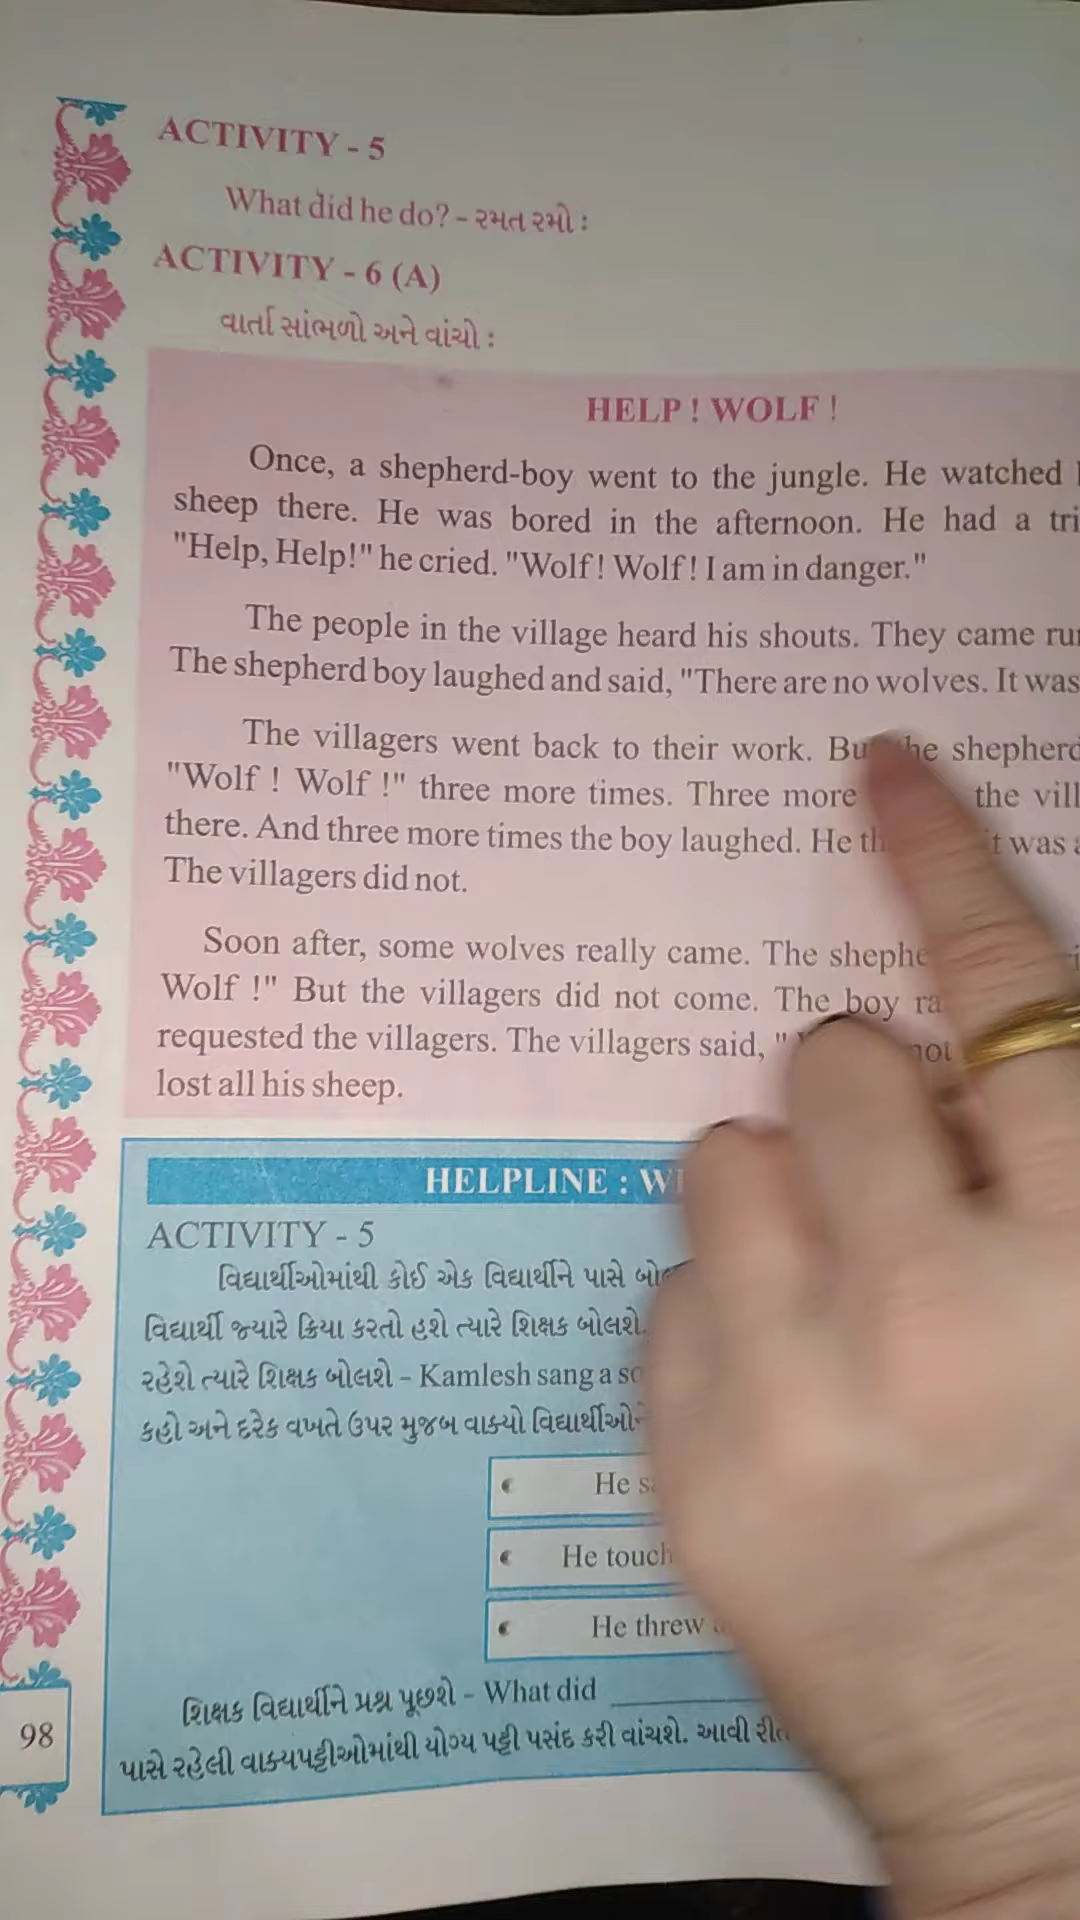 ACTIVITY - 5
What did he do? - રમત રમો :
ACTIVITY - 6 (A)
વાર્તા સાંભળો અને વાંચો :
HELP ! WOLF !
Once, a shepherd-boy went to the jungle. He watched
sheep there. He was bored in the afternoon. He had a
"Help, Help!" he cried. "Wolf ! Wolf ! I am in danger."
The people in the village heard his shouts. They came
The shepherd boy laughed and said, "There are no wolves. It was
The villagers went back to their work. But the shepherd
"Wolf ! Wolf !" three more times. Three more the
there. And three more times the boy laughed. He it was
The villagers did not.
Soon after, some wolves really came. The
Wolf !" But the villagers did not come. The boy
requested the villagers. The villagers said, " not
lost all his sheep.
HELPLINE :
ACTIVITY - 5
વિદ્યાર્થીઓમાંથી કોઈ એક વિદ્યાર્થીને પાસે
વિદ્યાર્થી જ્યારે ક્રિયા કરતો હશે ત્યારે શિક્ષક બોલશે.
રહેશે ત્યારે શિક્ષક બોલશે - Kamlesh sang a
કહો અને દરેક વખતે ઉપર મુજબ વાક્યો
He
He
He threw
શિક્ષક વિદ્યાર્થીને પ્રશ્ન પૂછશે - What did ________
પાસે રહેલી વાક્યપટ્ટીઓમાંથી યોગ્ય પટ્ટી પસંદ કરી વાંચશે. આવી
98